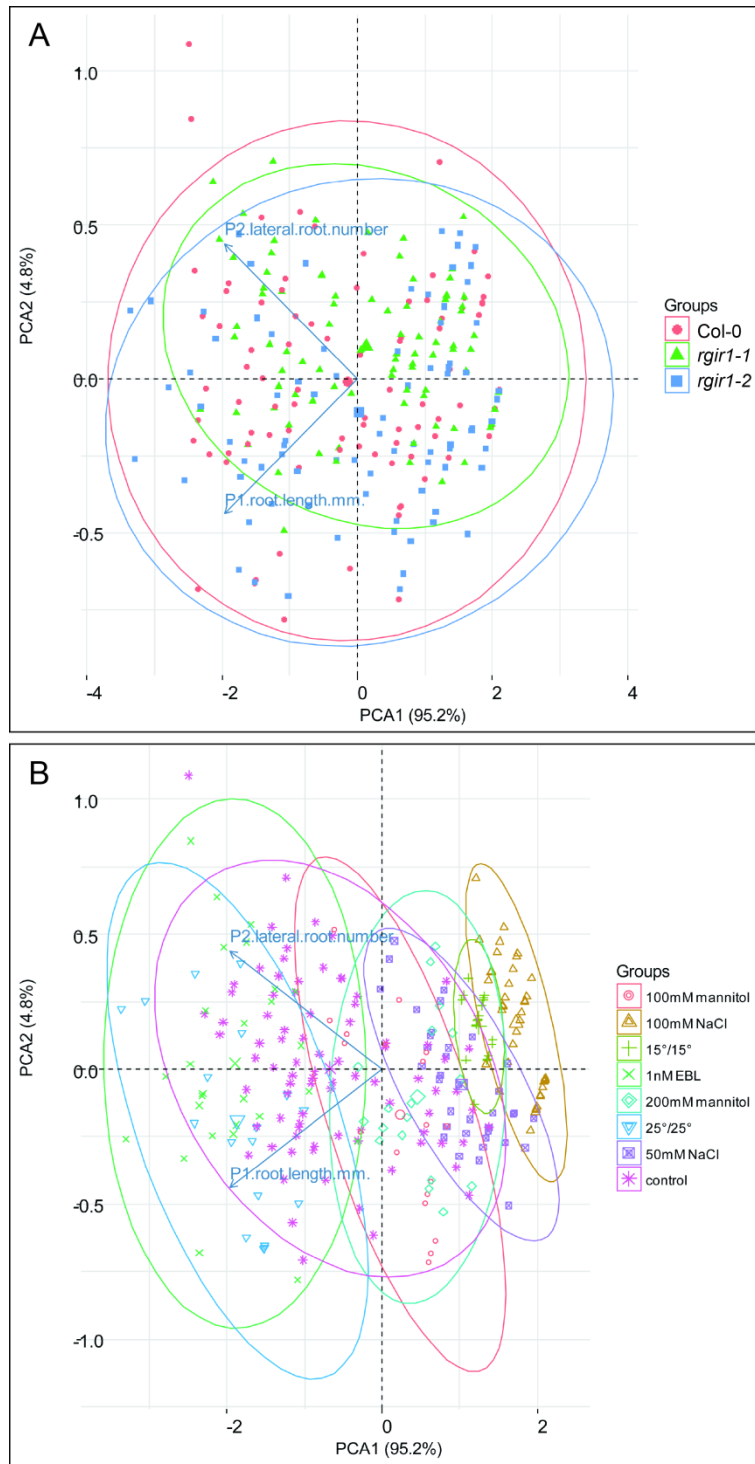 A
1.0
0.5
0.0
-0.5
PCA2 (4.8%)
P2.lateral.root.number
P1.root.length.mm.
-4
-2
0
2
4
PCA1 (95.2%)
Groups
Col-0
rgir1-1
rgir1-2
B
1.0
0.5
0.0
-0.5
-1.0
PCA2 (4.8%)
P2.lateral.root.number
P1.root.length.mm.
-2
0
1
2
PCA1 (95.2%)
Groups
100mM mannitol
100mM NaCl
15°/15°
1nM EBL
200mM mannitol
25°/25°
50mM NaCl
control